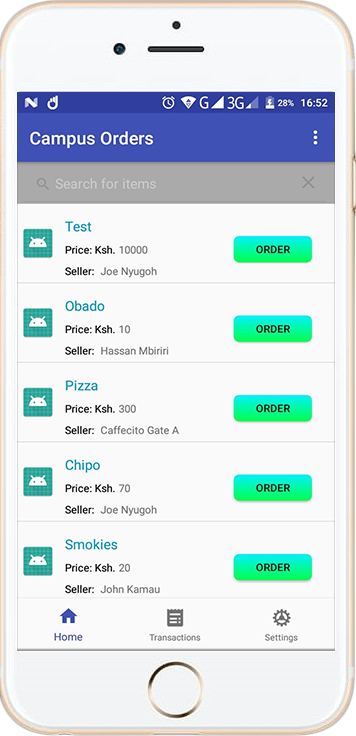 G 3G 28% 16:52
Campus Orders
Search for items
Test
Price: Ksh. 10000
ORDER
Seller: Joe Nyugoh
Obado
Price: Ksh. 10
ORDER
Seller: Hassan Mbiriri
Pizza
Price: Ksh. 300
ORDER
Seller: Caffecito Gate A
Chipo
Price: Ksh. 70
ORDER
Seller: Joe Nyugoh
Smokies
Price: Ksh. 20
ORDER
Seller: John Kamau
Home Transactions Settings